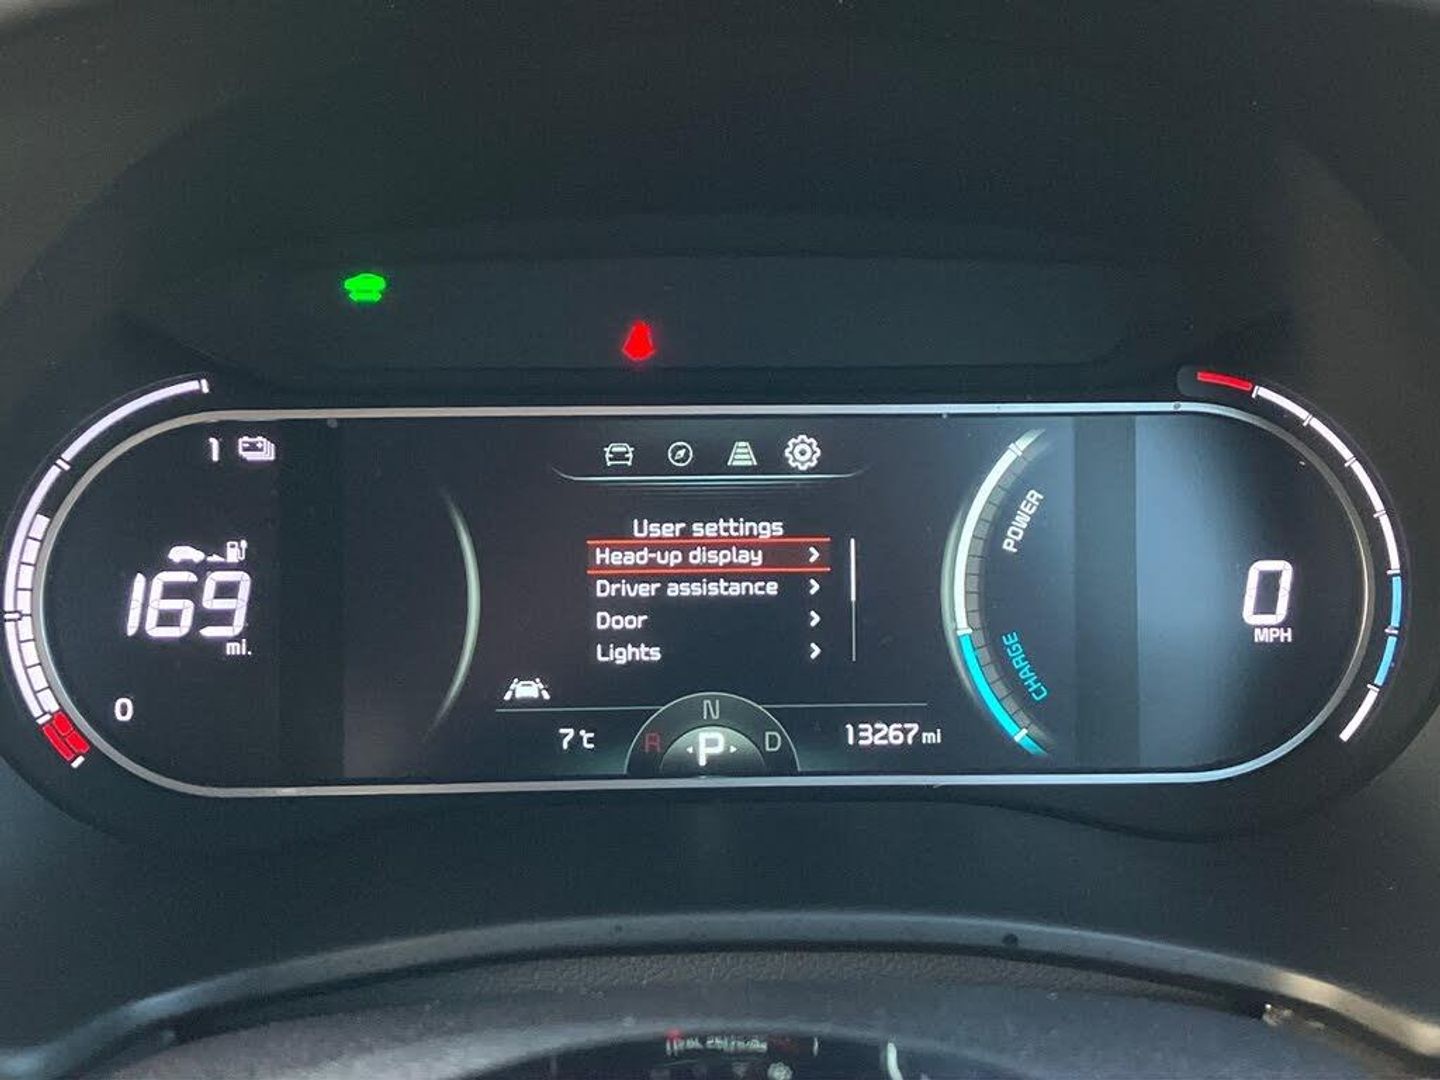 1
User settings
Head-up display
Driver assistance
Door
Lights
169
mi.
0
POWER
CHARGE
0
MPH
N
R P D
7°C
13267 mi